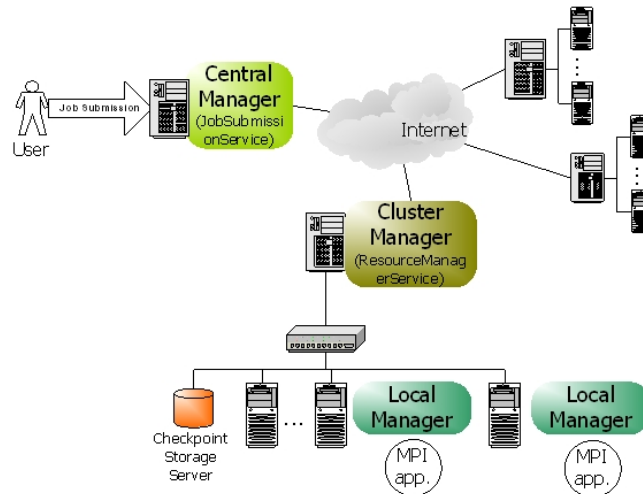 Job Submission
User
Central
Manager
(JobSubmissi
onService)
Internet
Cluster
Manager
(ResourceManag
erService)
Checkpoint
Storage
Server
...
Local
Manager
MPI
app.
Local
Manager
MPI
app.